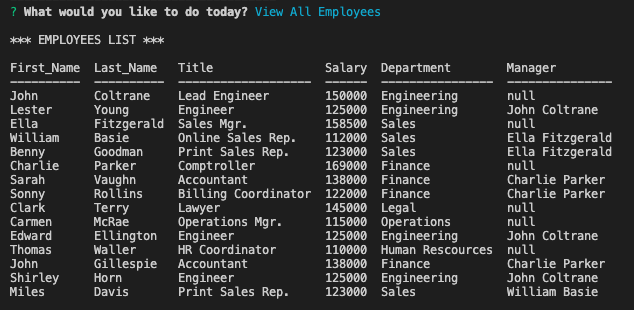 ? What would you like to do today? View All Employees
*** EMPLOYEES LIST ***
First_Name  Last_Name   Title                Salary  Department        Manager
----------  ----------  -------------------  ------  ----------------  ---------------
John        Coltrane    Lead Engineer        150000  Engineering       null
Lester      Young       Engineer             125000  Engineering       John Coltrane
Ella        Fitzgerald  Sales Mgr.           158500  Sales             null
William     Basie       Online Sales Rep.    112000  Sales             Ella Fitzgerald
Benny       Goodman     Print Sales Rep.     123000  Sales             Ella Fitzgerald
Charlie     Parker      Comptroller          169000  Finance           null
Sarah       Vaughn      Accountant           138000  Finance           Charlie Parker
Sonny       Rollins     Billing Coordinator  122000  Finance           Charlie Parker
Clark       Terry       Lawyer               145000  Legal             null
Carmen      McRae       Operations Mgr.      115000  Operations        null
Edward      Ellington   Engineer             125000  Engineering       John Coltrane
Thomas      Waller      HR Coordinator       110000  Human Rescources  null
John        Gillespie   Accountant           138000  Finance           Charlie Parker
Shirley     Horn        Engineer             125000  Engineering       John Coltrane
Miles       Davis       Print Sales Rep.     123000  Sales             William Basie